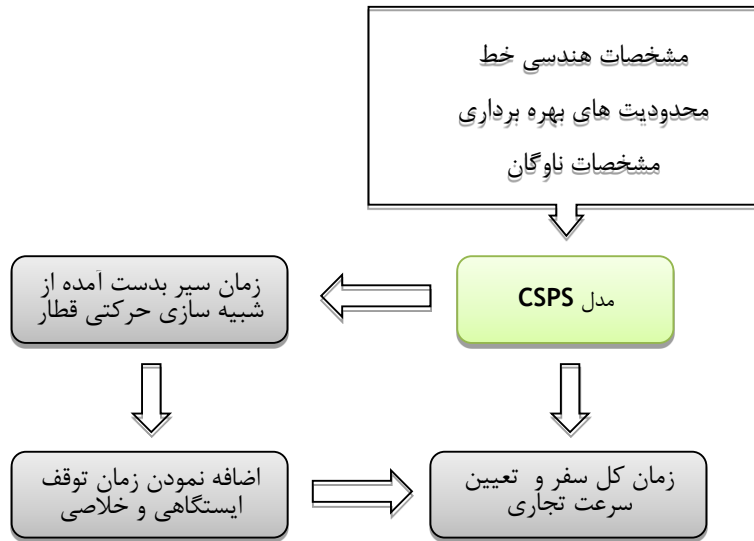 مشخصات هندسی خط
محدودیت های بهره برداری
مشخصات ناوگان
مدل CSPS
زمان سیر بدست آمده از
شبیه سازی حرکتی قطار
اضافه نمودن زمان توقف
ایستگاهی و خلاصی
زمان کل سفر و تعیین
سرعت تجاری